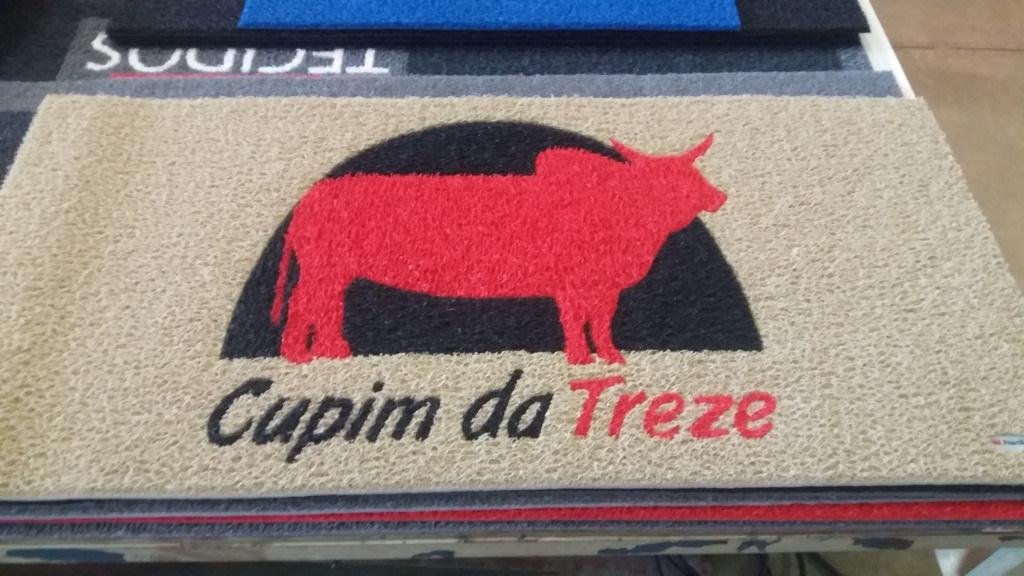 TECIDOS
Cupim da Treze